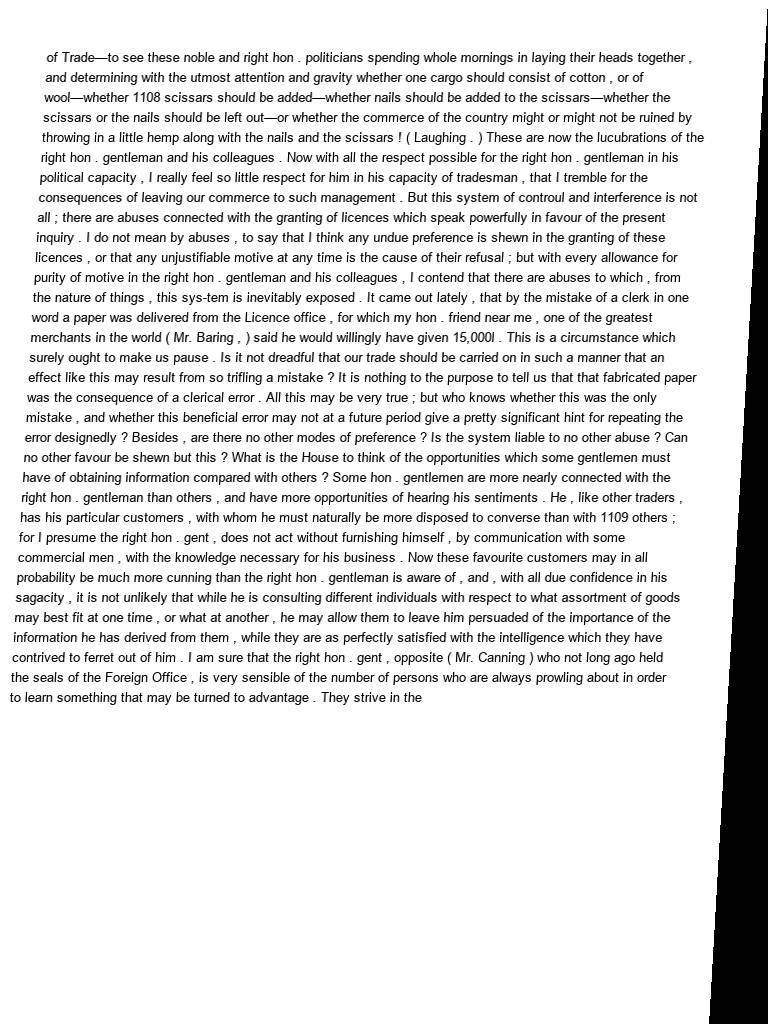 of Trade—to see these noble and right hon . politicians spending whole mornings in laying their heads together ,
and determining with the utmost attention and gravity whether one cargo should consist of cotton , or of
wool—whether 1108 scissars should be added—whether nails should be added to the scissars—whether the
scissars or the nails should be left out—or whether the commerce of the country might or might not be ruined by
throwing in a little hemp along with the nails and the scissars ! ( Laughing . ) These are now the lucubrations of the
right hon . gentleman and his colleagues . Now with all the respect possible for the right hon . gentleman in his
political capacity , I really feel so little respect for him in his capacity of tradesman , that I tremble for the
consequences of leaving our commerce to such management . But this system of controul and interference is not
all ; there are abuses connected with the granting of licences which speak powerfully in favour of the present
inquiry . I do not mean by abuses , to say that I think any undue preference is shewn in the granting of these
licences , or that any unjustifiable motive at any time is the cause of their refusal ; but with every allowance for
purity of motive in the right hon . gentleman and his colleagues , I contend that there are abuses to which , from
the nature of things , this sys-tem is inevitably exposed . It came out lately , that by the mistake of a clerk in one
word a paper was delivered from the Licence office , for which my hon . friend near me , one of the greatest
merchants in the world ( Mr. Baring , ) said he would willingly have given 15,000l . This is a circumstance which
surely ought to make us pause . Is it not dreadful that our trade should be carried on in such a manner that an
effect like this may result from so trifling a mistake ? It is nothing to the purpose to tell us that that fabricated paper
was the consequence of a clerical error . All this may be very true ; but who knows whether this was the only
mistake , and whether this beneficial error may not at a future period give a pretty significant hint for repeating the
error designedly ? Besides , are there no other modes of preference ? Is the system liable to no other abuse ? Can
no other favour be shewn but this ? What is the House to think of the opportunities which some gentlemen must
have of obtaining information compared with others ? Some hon . gentlemen are more nearly connected with the
right hon . gentleman than others , and have more opportunities of hearing his sentiments . He , like other traders ,
has his particular customers , with whom he must naturally be more disposed to converse than with 1109 others ;
for I presume the right hon . gent , does not act without furnishing himself , by communication with some
commercial men , with the knowledge necessary for his business . Now these favourite customers may in all
probability be much more cunning than the right hon . gentleman is aware of , and , with all due confidence in his
sagacity , it is not unlikely that while he is consulting different individuals with respect to what assortment of goods
may best fit at one time , or what at another , he may allow them to leave him persuaded of the importance of the
information he has derived from them , while they are as perfectly satisfied with the intelligence which they have
contrived to ferret out of him . I am sure that the right hon . gent , opposite ( Mr. Canning ) who not long ago held
the seals of the Foreign Office , is very sensible of the number of persons who are always prowling about in order
to learn something that may be turned to advantage . They strive in the